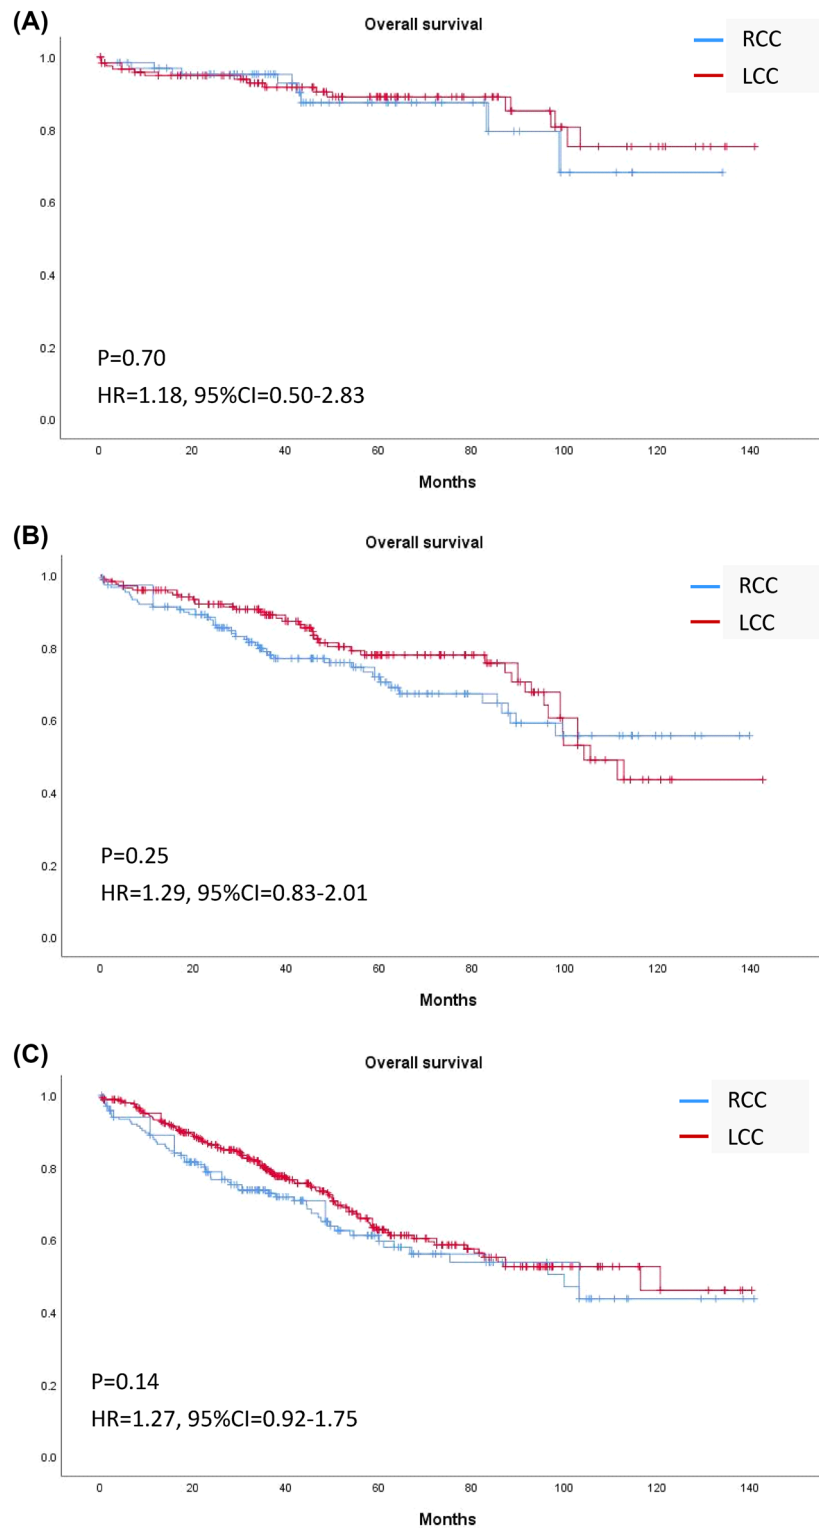 (A)
Overall survival
RCC
LCC
1.0
0.8
0.6
0.4
0.2
0.0
P=0.70
HR=1.18, 95%CI=0.50-2.83
0 20 40 60 80 100 120 140
Months
(B)
Overall survival
RCC
LCC
1.0
0.8
0.6
0.4
0.2
0.0
P=0.25
HR=1.29, 95%CI=0.83-2.01
0 20 40 60 80 100 120 140
Months
(C)
Overall survival
RCC
LCC
1.0
0.8
0.6
0.4
0.2
0.0
P=0.14
HR=1.27, 95%CI=0.92-1.75
0 20 40 60 80 100 120 140
Months